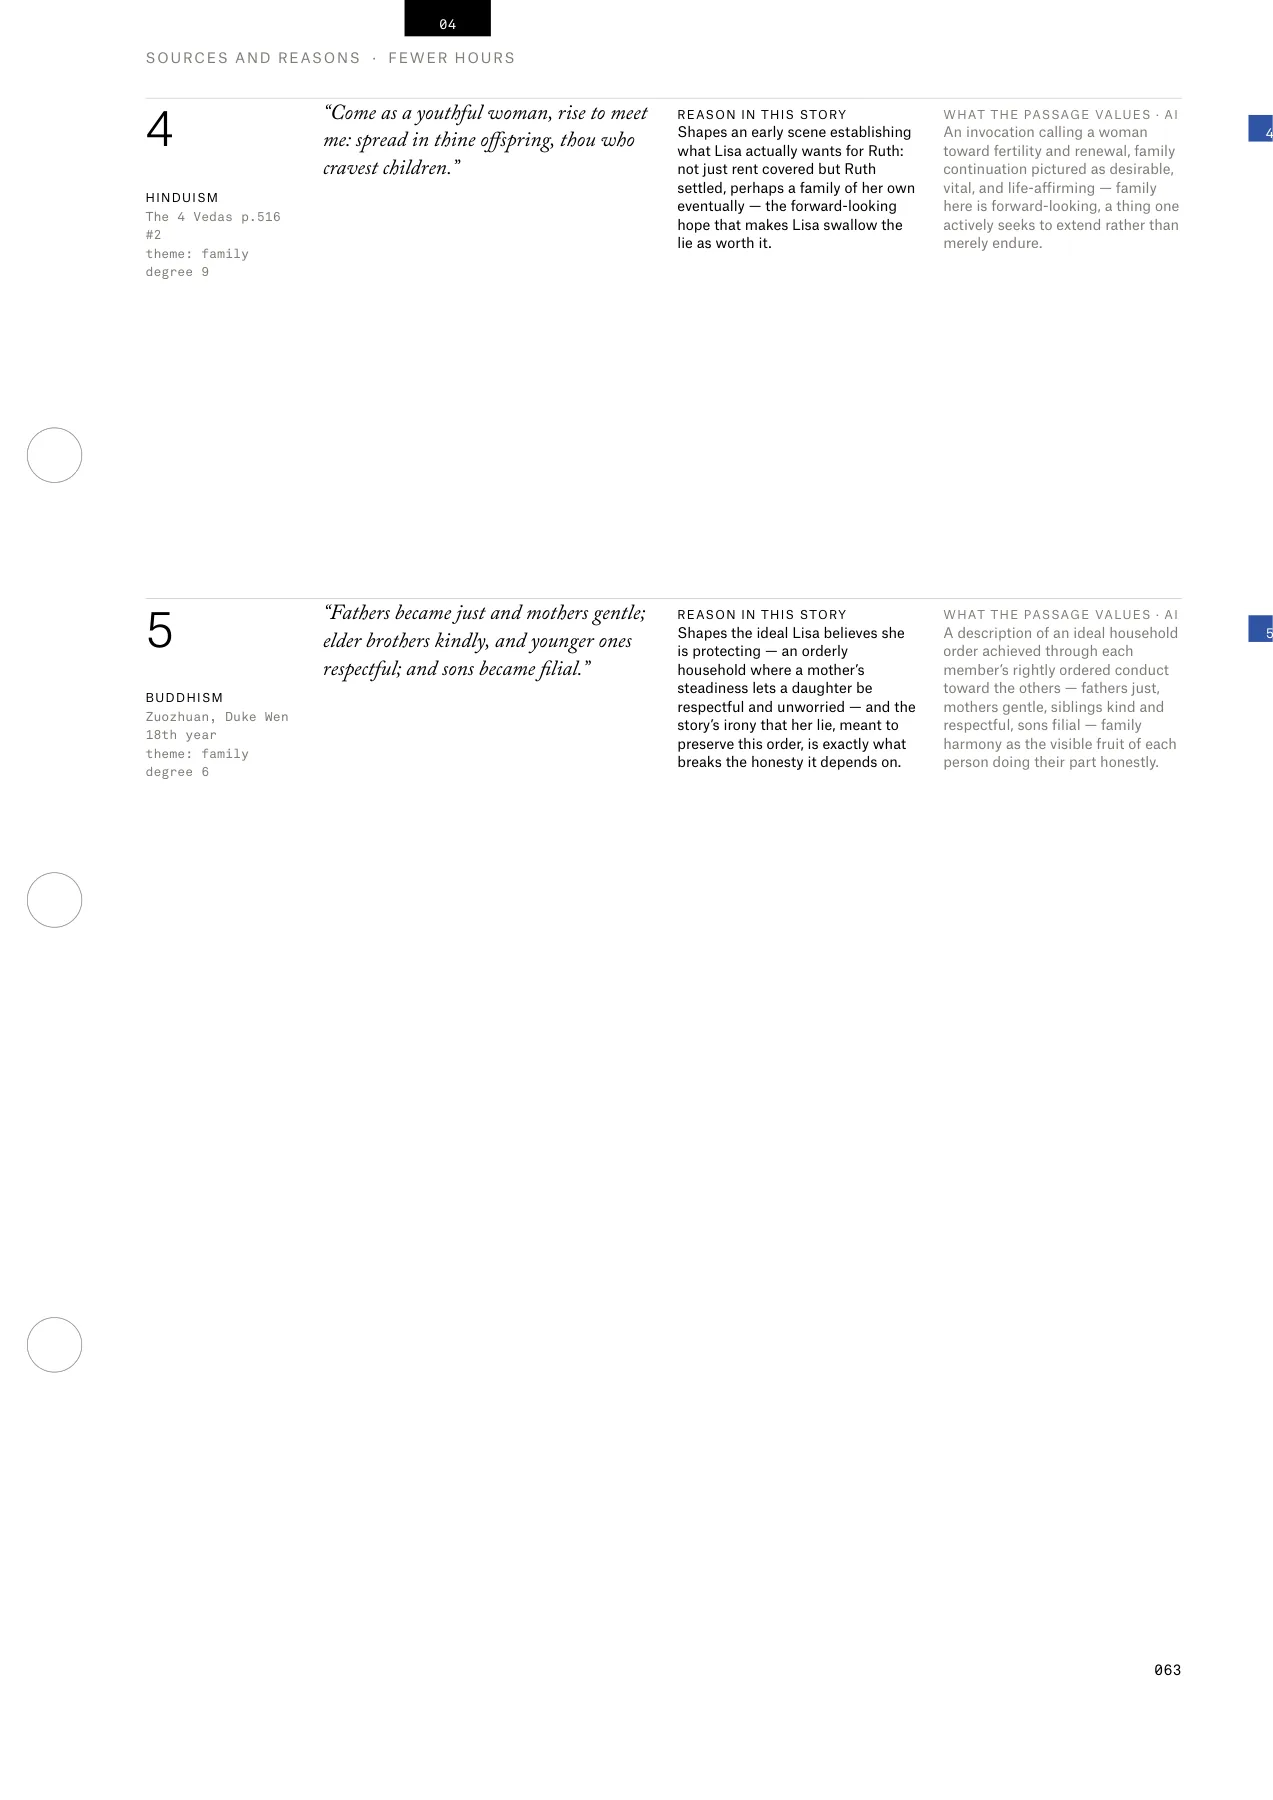 04
SOURCES AND REASONS · FEWER HOURS
4
HINDUISM
The 4 Vedas p.516
#2
theme: family
degree 9
“Come as a youthful woman, rise to meet
me: spread in thine offspring, thou who
cravest children.”
REASON IN THIS STORY
Shapes an early scene establishing
what Lisa actually wants for Ruth:
not just rent covered but Ruth
settled, perhaps a family of her own
eventually — the forward-looking
hope that makes Lisa swallow the
lie as worth it.
WHAT THE PASSAGE VALUES · AI
An invocation calling a woman
toward fertility and renewal, family
continuation pictured as desirable,
vital, and life-affirming — family
here is forward-looking, a thing one
actively seeks to extend rather than
merely endure.
4
5
BUDDHISM
Zuozhuan, Duke Wen
18th year
theme: family
degree 6
“Fathers became just and mothers gentle;
elder brothers kindly, and younger ones
respectful; and sons became filial.”
REASON IN THIS STORY
Shapes the ideal Lisa believes she
is protecting — an orderly
household where a mother’s
steadiness lets a daughter be
respectful and unworried — and the
story’s irony that her lie, meant to
preserve this order, is exactly what
breaks the honesty it depends on.
WHAT THE PASSAGE VALUES · AI
A description of an ideal household
order achieved through each
member’s rightly ordered conduct
toward the others — fathers just,
mothers gentle, siblings kind and
respectful, sons filial — family
harmony as the visible fruit of each
person doing their part honestly.
5
063